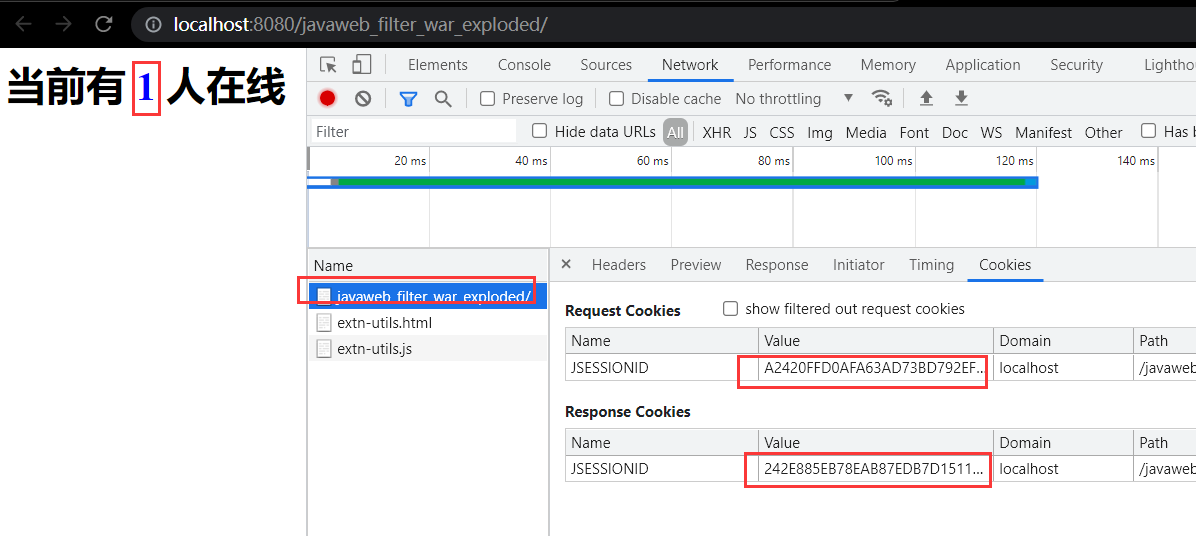 localhost:8080/javaweb_filter_war_exploded/
当前有 1 人在线
Elements Console Sources Network Performance Memory Application Security Lighthou
Preserve log Disable cache No throttling
Filter Hide data URLs All XHR JS CSS Img Media Font Doc WS Manifest Other Has b
20 ms 40 ms 60 ms 80 ms 100 ms 120 ms 140 ms
Name
javaweb_filter_war_exploded/
extn-utils.html
extn-utils.js
× Headers Preview Response Initiator Timing Cookies
Request Cookies show filtered out request cookies
Name Value Domain Path
JSESSIONID A2420FFD0AFA63AD73BD792EF... localhost /javawe
Response Cookies
Name Value Domain Path
JSESSIONID 242E885EB78EAB87EDB7D1511... localhost /javawe